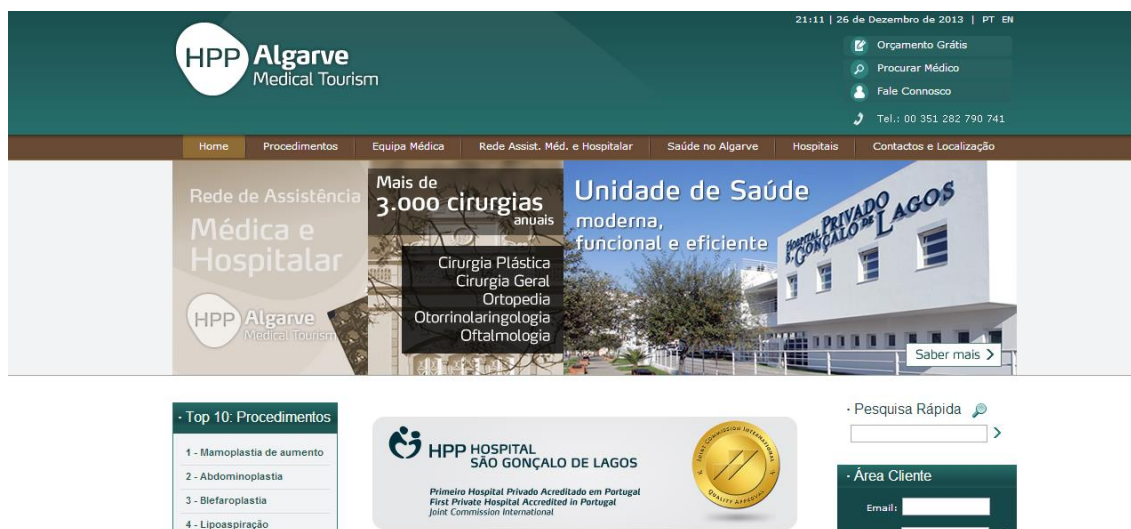 21:11 | 26 de Dezembro de 2013 | PT EN
HPP Algarve
Medical Tourism
Orçamento Grátis
Procurar Médico
Fale Connosco
Tel.: 00 351 282 790 741
Home Procedimentos Equipa Médica Rede Assist. Méd. e Hospitalar Saúde no Algarve Hospitais Contactos e Localização
Rede de Assistência
Médica e
Hospitalar
HPP Algarve
Medical Tourism
Mais de
3.000 cirurgias
anuais
Cirurgia Plástica
Cirurgia Geral
Ortopedia
Otorrinolaringologia
Oftalmologia
Unidade de Saúde
moderna,
funcional e eficiente
HOSPITAL PRIVADO
S. GONÇALO DE LAGOS
Saber mais
· Top 10: Procedimentos
1 - Mamoplastia de aumento
2 - Abdominoplastia
3 - Blefaroplastia
4 - Lipoaspiração
HPP HOSPITAL
SÃO GONÇALO DE LAGOS
Primeiro Hospital Privado Acreditado em Portugal
First Private Hospital Accredited in Portugal
Joint Commission International
JOINT COMMISSION INTERNATIONAL
QUALITY APPROVAL
· Pesquisa Rápida
· Área Cliente
Email: